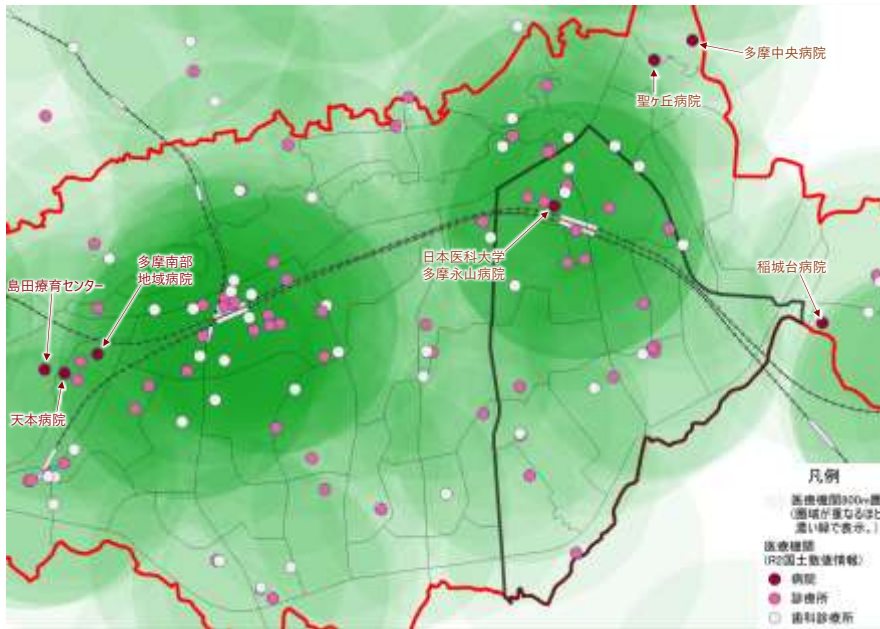 多摩中央病院
聖ヶ丘病院
日本医科大学
多摩永山病院
稲城台病院
多摩南部
地域病院
島田療育センター
天本病院
凡例
医療機関800m圏
(圏域が重なるほど
濃い緑で表示。)
医療機関
(R2国土数値情報)
病院
診療所
歯科診療所